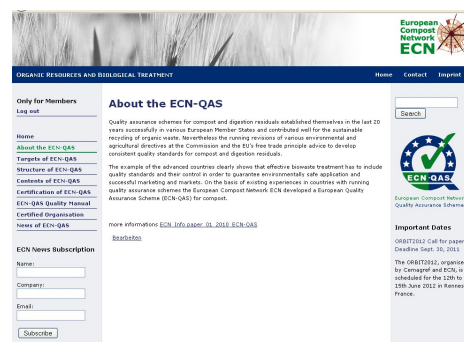 European
Compost
Network
ECN
ORGANIC RESOURCES AND BIOLOGICAL TREATMENT
Home Contact Imprint
Only for Members
Log out
Home
About the ECN-QAS
Targets of ECN-QAS
Structure of ECN-QAS
Contents of ECN-QAS
Certification of ECN-QAS
ECN-QAS Quality Manual
Certified Organisation
News of ECN-QAS
ECN News Subscription
Name:
Company:
Email:
Subscribe
About the ECN-QAS
Quality assurance schemes for compost and digestion residuals established themselves in the last 20
years successfully in various European Member States and contributed well for the sustainable
recycling of organic waste. Nevertheless the running revisions of various environmental and
agricultural directives at the Commission and the EU's free trade principle advice to develop
consistent quality standards for compost and digestion residuals.
The example of the advanced countries clearly shows that effective biowaste treatment has to include
quality standards and their control in order to guarantee environmentally safe application and
successful marketing and markets. On the basis of existing experiences in countries with running
quality assurance schemes the European Compost Network ECN developed a European Quality
Assurance Scheme (ECN-QAS) for compost.
more informations ECN Info paper 01 2010 ECN-QAS
Bearbeiten
Search
ECN-QAS
European Compost Networ
Quality Assurance Scheme
Important Dates
ORBIT2012 Call for paper
Deadline Sept. 30, 2011
The ORBIT2012, organise
by Cemagref and ECN, is
scheduled for the 12th to
15th June 2012 in Rennes
France.